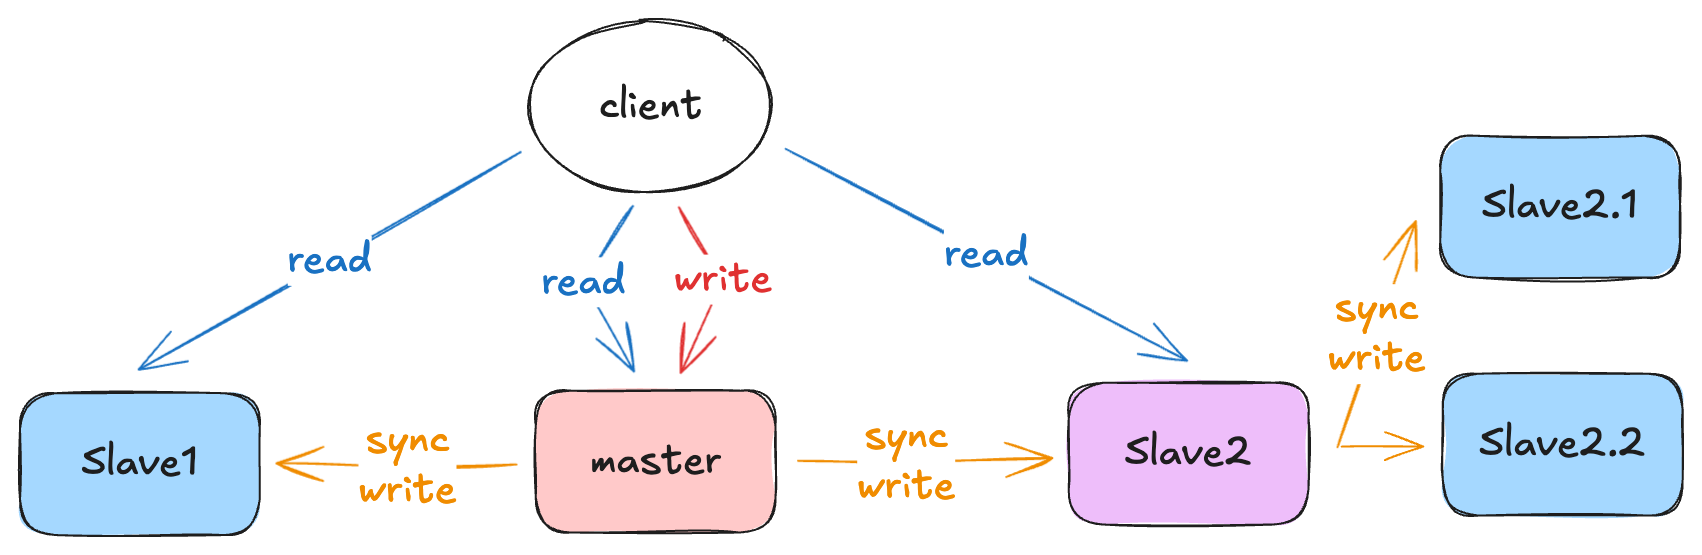 client
Slave2.1
read
read
write
read
sync
write
Slave1
sync
write
master
sync
write
Slave2
Slave2.2